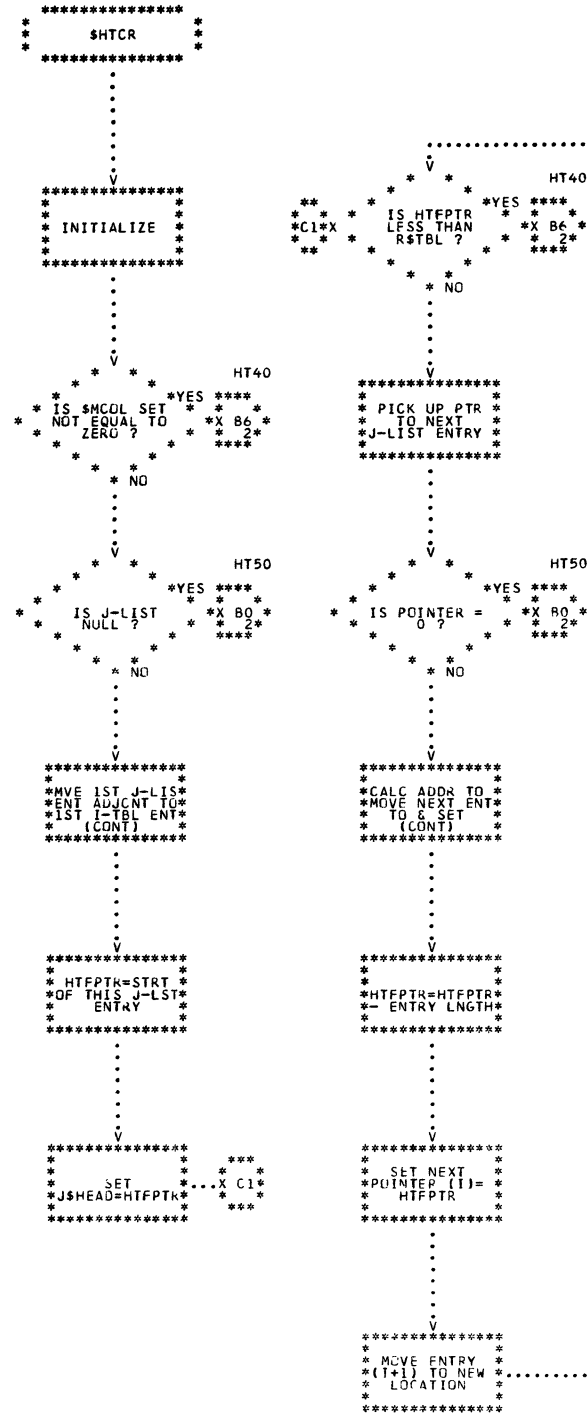 $HTCR
INITIALIZE
HT40
IS $MCOL SET
NOT EQUAL TO
ZERO ?
YES
X B6
2
NO
HT50
IS J-LIST
NULL ?
YES
X B0
2
NO
MVE 1ST J-LIS
ENT ADJCNT TO
1ST I-TBL ENT
(CONT)
HTFPTR=STRT
OF THIS J-LST
ENTRY
SET
J$HEAD=HTFPTR
X C1
C1
X
HT40
IS HTFPTR
LESS THAN
R$TBL ?
YES
X B6
2
NO
PICK UP PTR
TO NEXT
J-LIST ENTRY
HT50
IS POINTER =
0 ?
YES
X B0
2
NO
CALC ADDR TO
MOVE NEXT ENT
TO & SET
(CONT)
HTFPTR=HTFPTR
- ENTRY LNGTH
SET NEXT
POINTER (I)=
HTFPTR
MOVE ENTRY
(I+1) TO NEW
LOCATION